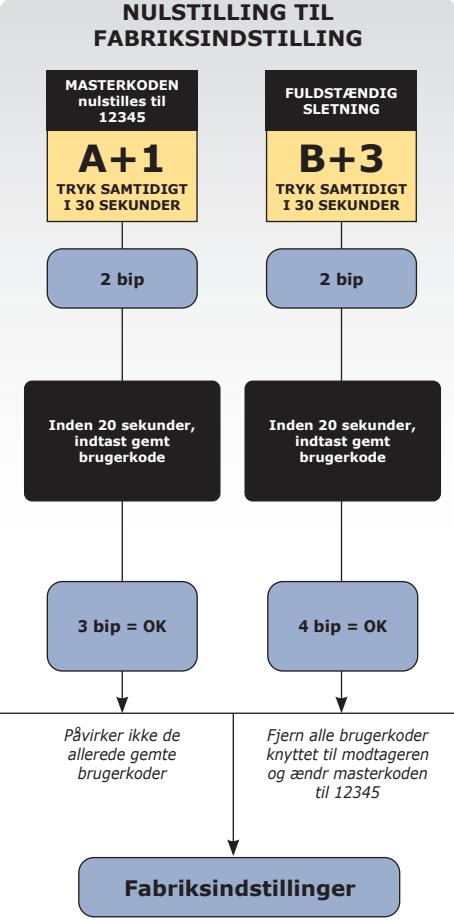 NULSTILLING TIL
FABRIKSINDSTILLING
MASTERKODEN
nulstilles til
12345
A+1
TRYK SAMTIDIGT
I 30 SEKUNDER
2 bip
Inden 20 sekunder,
indtast gemt
brugerkode
3 bip = OK
Påvirker ikke de
allerede gemte
brugerkoder
FULDSTÆNDIG
SLETNING
B+3
TRYK SAMTIDIGT
I 30 SEKUNDER
2 bip
Inden 20 sekunder,
indtast gemt
brugerkode
4 bip = OK
Fjern alle brugerkoder
knyttet til modtageren
og ændr masterkoden
til 12345
Fabriksindstillinger